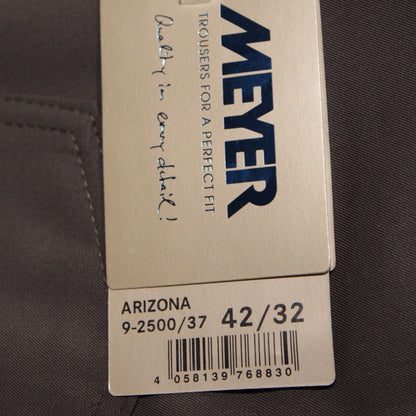 MEYER
TROUSERS FOR A PERFECT FIT
Quality in every detail!
ARIZONA
9-2500/37 42/32
4 058139 768830